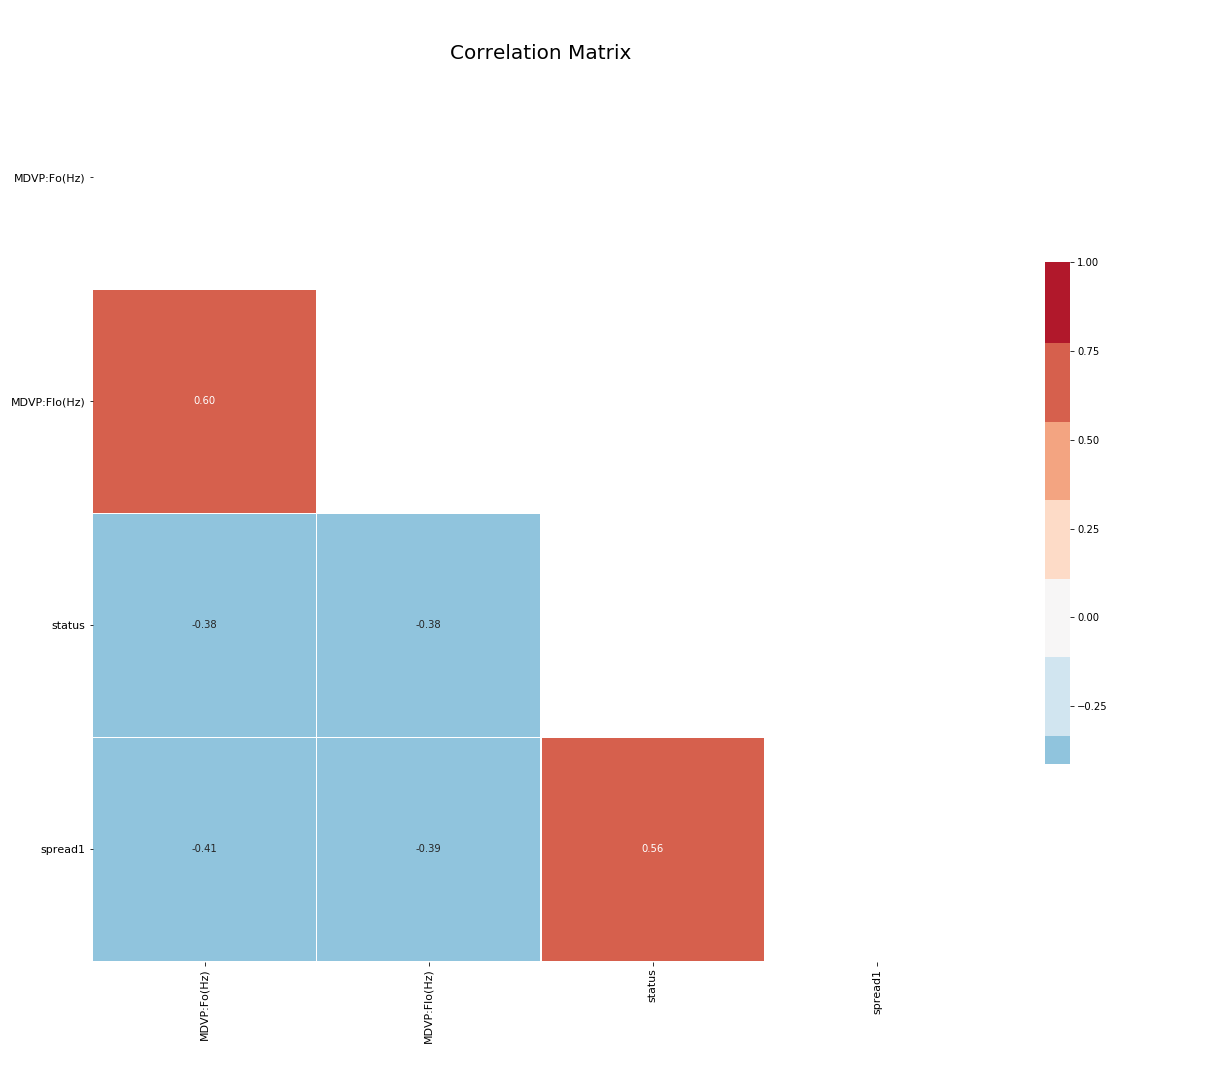 Correlation Matrix
MDVP:Fo(Hz)
MDVP:Flo(Hz)
0.60
status
-0.38
-0.38
spread1
-0.41
-0.39
0.56
MDVP:Fo(Hz)
MDVP:Flo(Hz)
status
spread1
1.00
0.75
0.50
0.25
0.00
−0.25